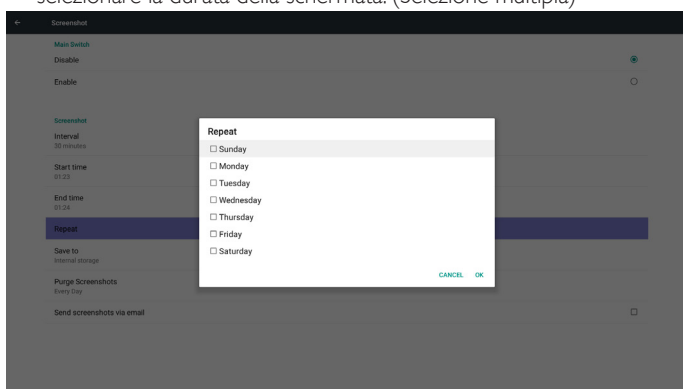 selezionare la durata della schermata. (Selezione multipla)
← Screenshot
Main Switch
Disable
Enable
Screenshot
Interval
30 minutes
Start time
01:23
End time
01:24
Repeat
Save to
Internal storage
Purge Screenshots
Every Day
Send screenshots via email
Repeat
Sunday
Monday
Tuesday
Wednesday
Thursday
Friday
Saturday
CANCEL OK